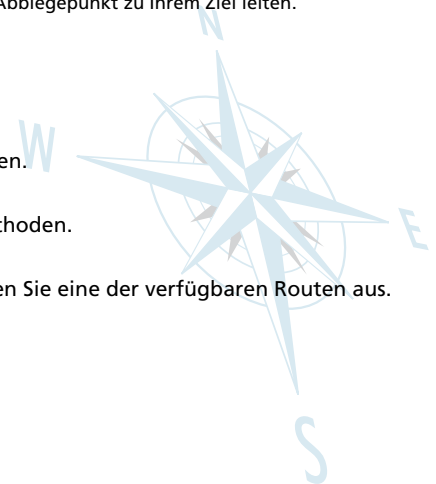 Abbiegepunkt zu Ihrem Ziel leiten.
N
W
en.
E
thoden.
en Sie eine der verfügbaren Routen aus.
S